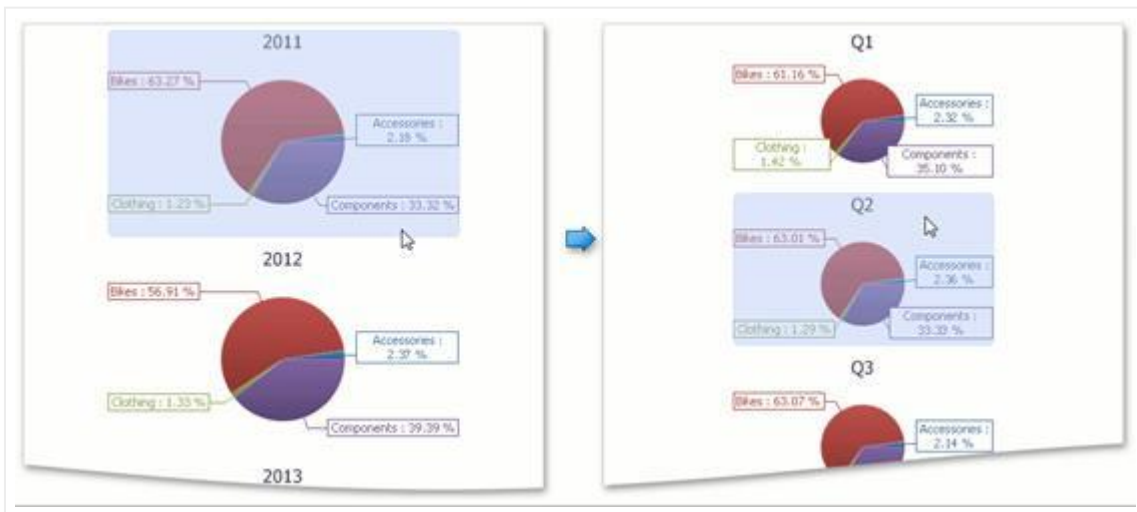 2011
Bikes : 63.27 %
Accessories :
2.19 %
Clothing : 1.23 %
Components : 33.32 %
2012
Bikes : 56.91 %
Accessories :
2.37 %
Clothing : 1.33 %
Components : 39.39 %
2013
Q1
Bikes : 61.16 %
Accessories :
2.32 %
Clothing :
1.42 %
Components :
35.10 %
Q2
Bikes : 63.01 %
Accessories :
2.36 %
Components :
33.33 %
Clothing : 1.29 %
Q3
Bikes : 63.07 %
Accessories :
2.14 %